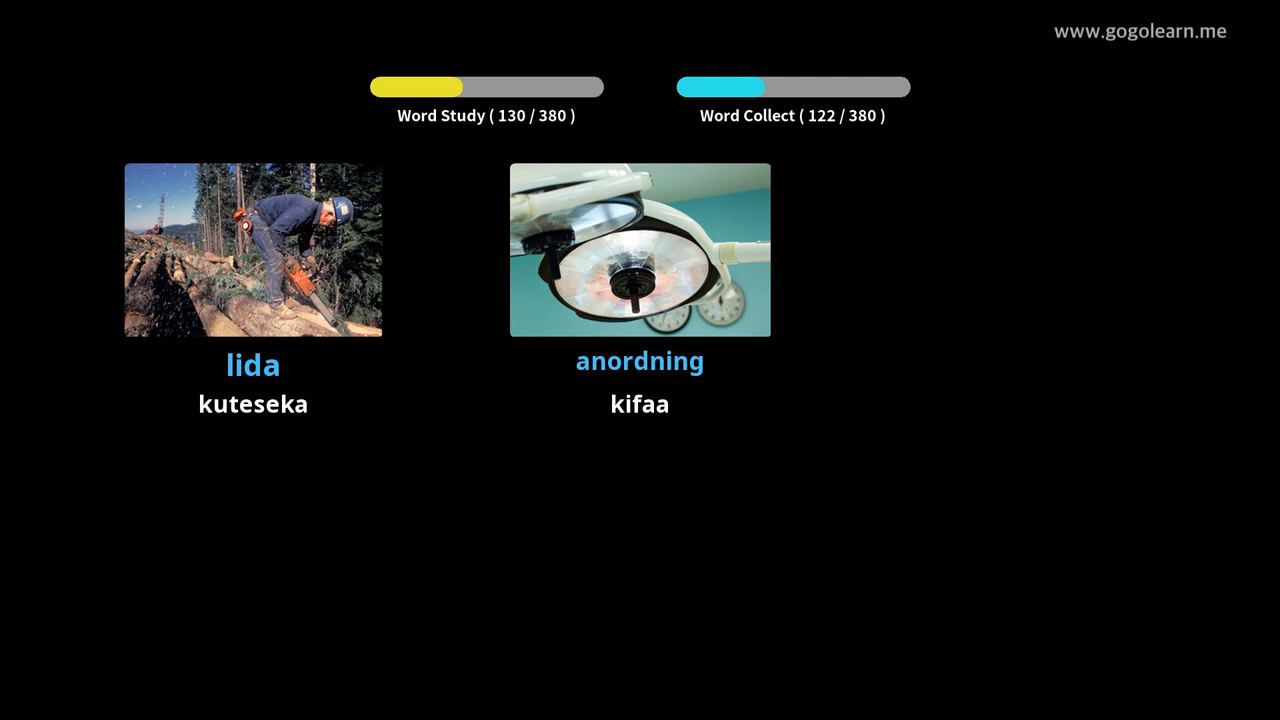 www.gogolearn.me
Word Study ( 130 / 380 )
Word Collect ( 122 / 380 )
lida
kuteseka
anordning
kifaa